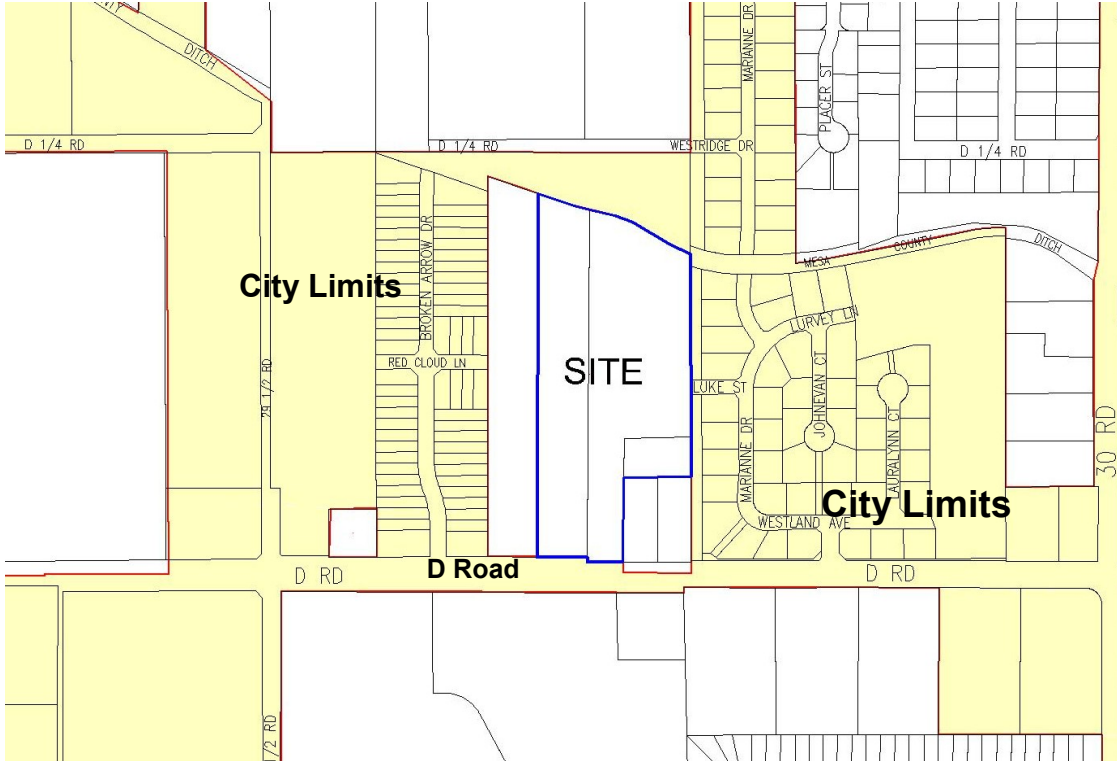 NTY
DITCH
MARIANNE DR
PLACER ST
D 1/4 RD
D 1/4 RD
WESTRIDGE DR
D 1/4 RD
BROKEN ARROW DR
MESA
COUNTY
DITCH
City Limits
LURVEY LN
29 1/2 RD
RED CLOUD LN
SITE
LUKE ST
JOHNEVAN CT
LAURALYNN CT
MARIANNE DR
30 RD
City Limits
WESTLAND AVE
D RD
D Road
D RD
1/2 RD